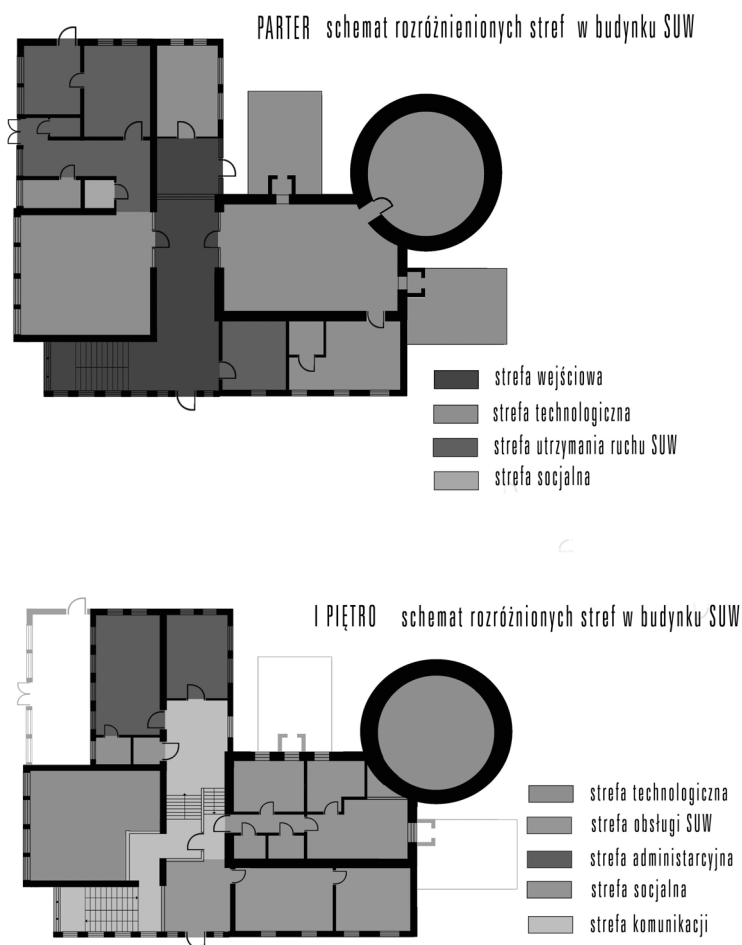 PARTER schemat rozróżnienionych stref w budynku SUW
strefa wejściowa
strefa technologiczna
strefa utrzymania ruchu SUW
strefa socjalna
I PIĘTRO schemat rozróżnionych stref w budynku SUW
strefa technologiczna
strefa obsługi SUW
strefa administarcyjna
strefa socjalna
strefa komunikacji